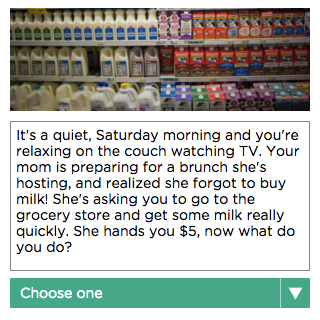 It's a quiet, Saturday morning and you're
relaxing on the couch watching TV. Your
mom is preparing for a brunch she's
hosting, and realized she forgot to buy
milk! She's asking you to go to the
grocery store and get some milk really
quickly. She hands you $5, now what do
you do?
Choose one